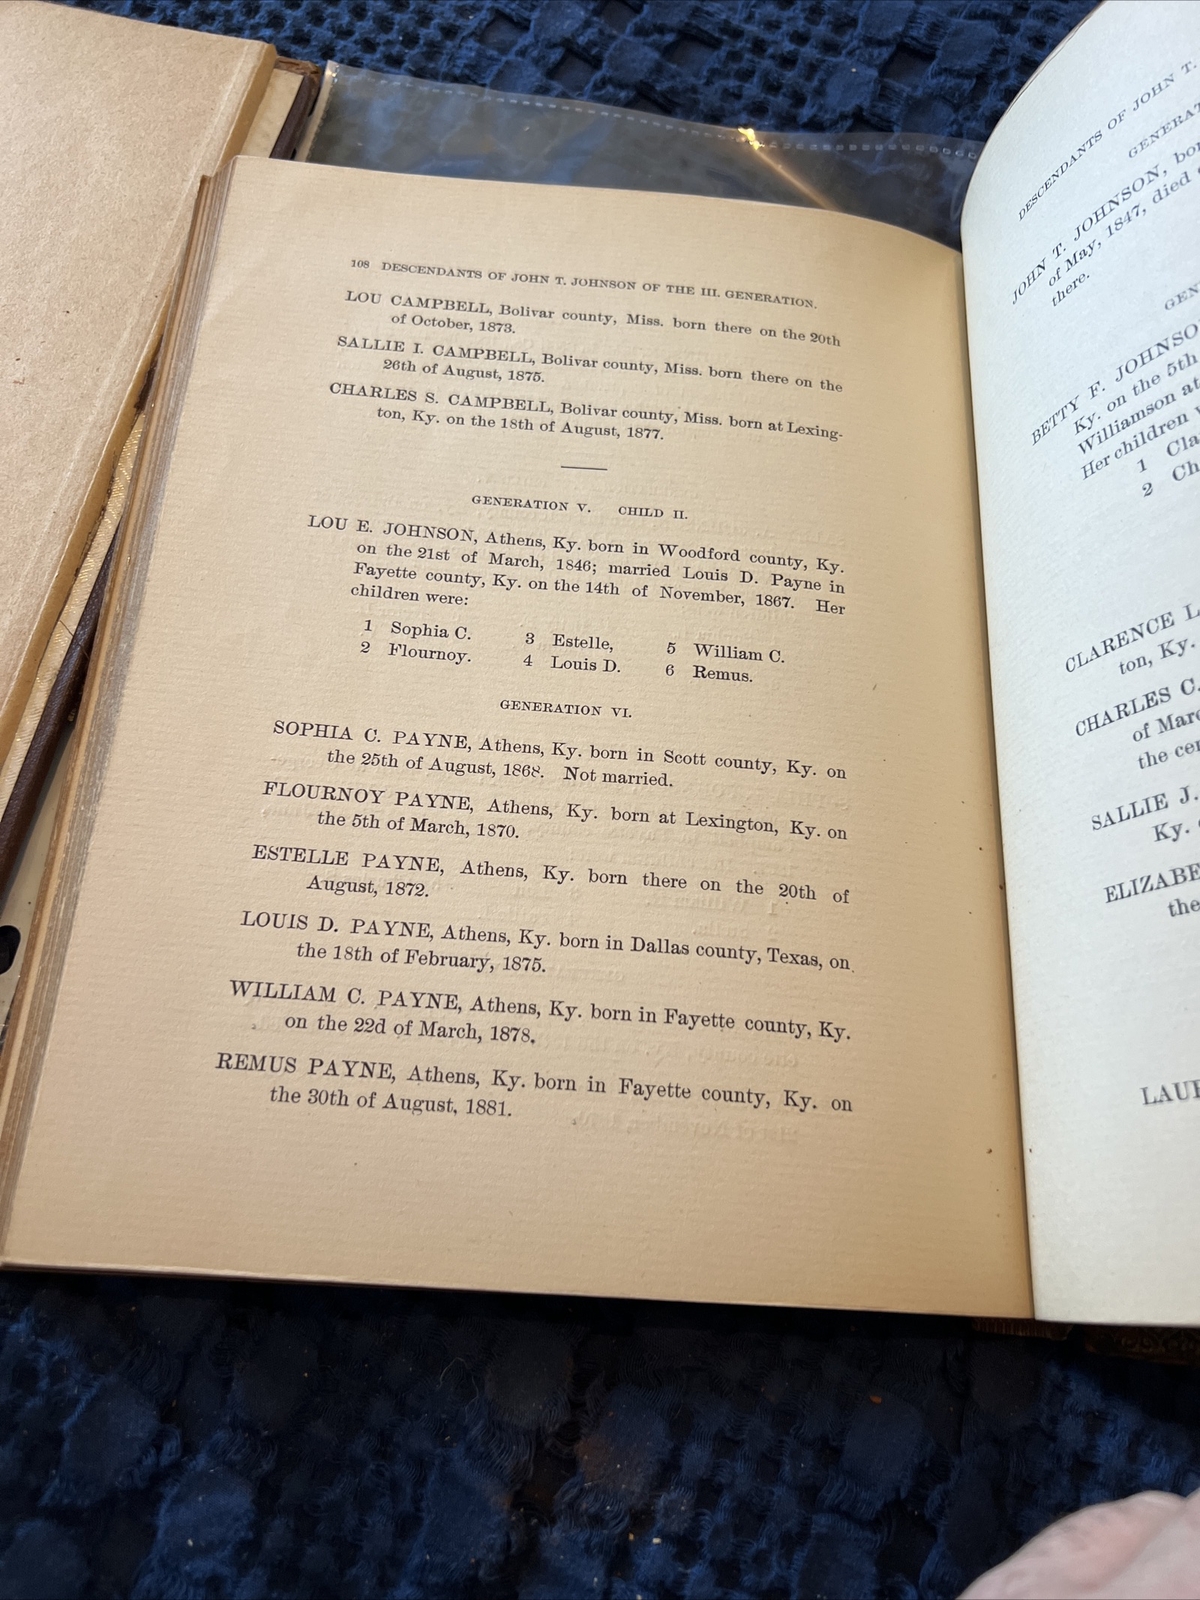 108 DESCENDANTS OF JOHN T. JOHNSON OF THE III. GENERATION.
LOU CAMPBELL, Bolivar county, Miss. born there on the 20th
of October, 1873.
SALLIE I. CAMPBELL, Bolivar county, Miss. born there on the
26th of August, 1875.
CHARLES S. CAMPBELL, Bolivar county, Miss. born at Lexing-
ton, Ky. on the 18th of August, 1877.
GENERATION V. CHILD II.
LOU E. JOHNSON, Athens, Ky. born in Woodford county, Ky.
on the 21st of March, 1846; married Louis D. Payne in
Fayette county, Ky. on the 14th of November, 1867. Her
children were:
1 Sophia C. 3 Estelle, 5 William C.
2 Flournoy. 4 Louis D. 6 Remus.
GENERATION VI.
SOPHIA C. PAYNE, Athens, Ky. born in Scott county, Ky. on
the 25th of August, 1868. Not married.
FLOURNOY PAYNE, Athens, Ky. born at Lexington, Ky. on
the 5th of March, 1870.
ESTELLE PAYNE, Athens, Ky. born there on the 20th of
August, 1872.
LOUIS D. PAYNE, Athens, Ky. born in Dallas county, Texas, on
the 18th of February, 1875.
WILLIAM C. PAYNE, Athens, Ky. born in Fayette county, Ky.
on the 22d of March, 1878.
REMUS PAYNE, Athens, Ky. born in Fayette county, Ky. on
the 30th of August, 1881.
DESCENDANTS OF JOHN T.
GENERAT
JOHN T. JOHNSON, bor
of May, 1847, died
there.
GEN
BETTY F. JOHNSO
Ky. on the 5th
Williamson at
Her children
1 Cla
2 Ch
CLARENCE L
ton, Ky.
CHARLES C.
of Marc
the cer
SALLIE J.
Ky.
ELIZABE
the
LAUR